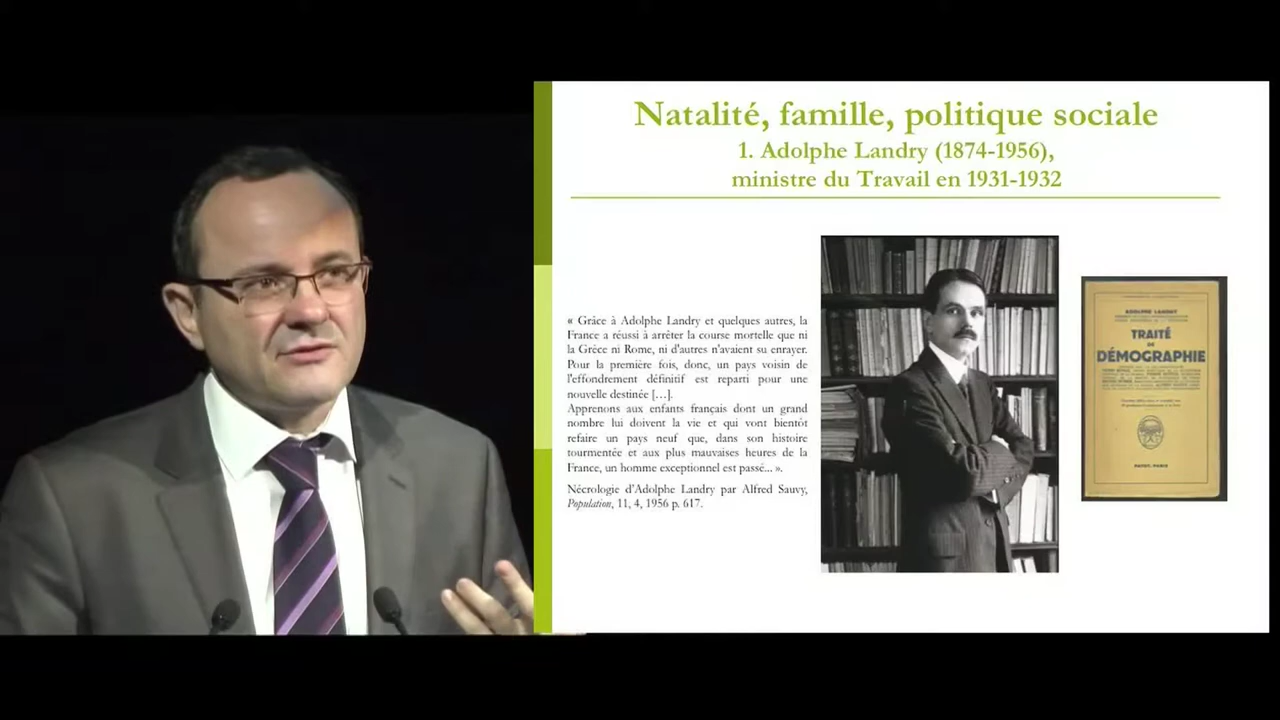 Natalité, famille, politique sociale
1. Adolphe Landry (1874-1956),
ministre du Travail en 1931-1932
« Grâce à Adolphe Landry et quelques autres, la
France a réussi à arrêter la course mortelle que ni
la Grèce ni Rome, ni d'autres n'avaient su enrayer.
Pour la première fois, donc, un pays voisin de
l'effondrement définitif est reparti pour une
nouvelle destinée […].
Apprenons aux enfants français dont un grand
nombre lui doivent la vie et qui vont bientôt
refaire un pays neuf que, dans son histoire
tourmentée et aux plus mauvaises heures de la
France, un homme exceptionnel est passé... ».
Nécrologie d'Adolphe Landry par Alfred Sauvy,
Population, 11, 4, 1956 p. 617.
ADOLPHE LANDRY
TRAITÉ
DE
DÉMOGRAPHIE
PAYOT, PARIS